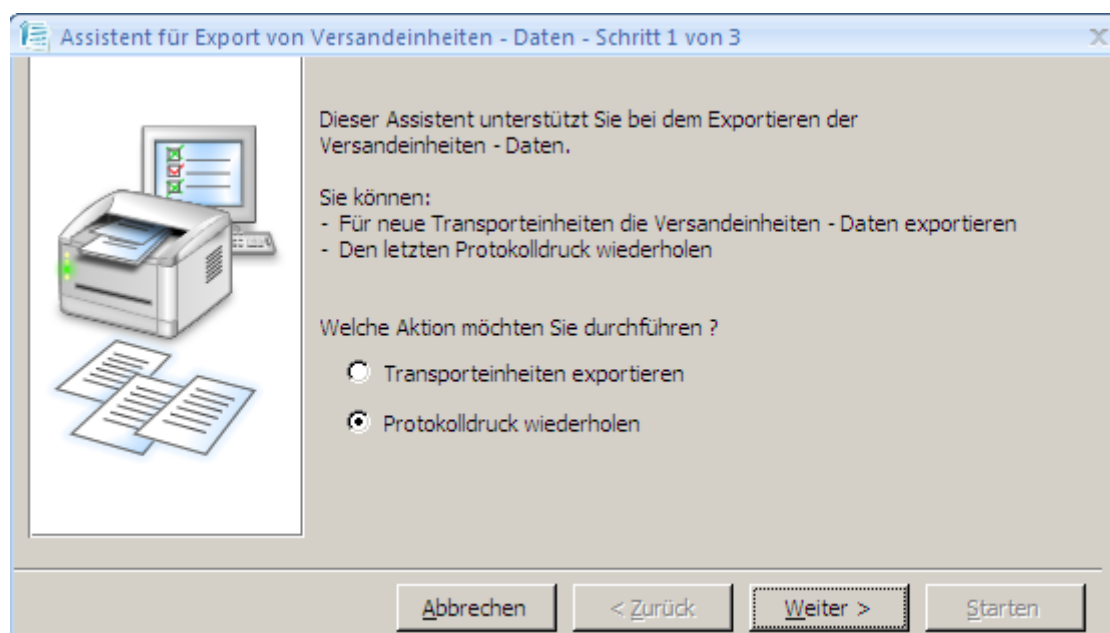 Assistent für Export von Versandeinheiten - Daten - Schritt 1 von 3
Dieser Assistent unterstützt Sie bei dem Exportieren der
Versandeinheiten - Daten.
Sie können:
- Für neue Transporteinheiten die Versandeinheiten - Daten exportieren
- Den letzten Protokolldruck wiederholen
Welche Aktion möchten Sie durchführen ?
Transporteinheiten exportieren
Protokolldruck wiederholen
Abbrechen
< Zurück
Weiter >
Starten